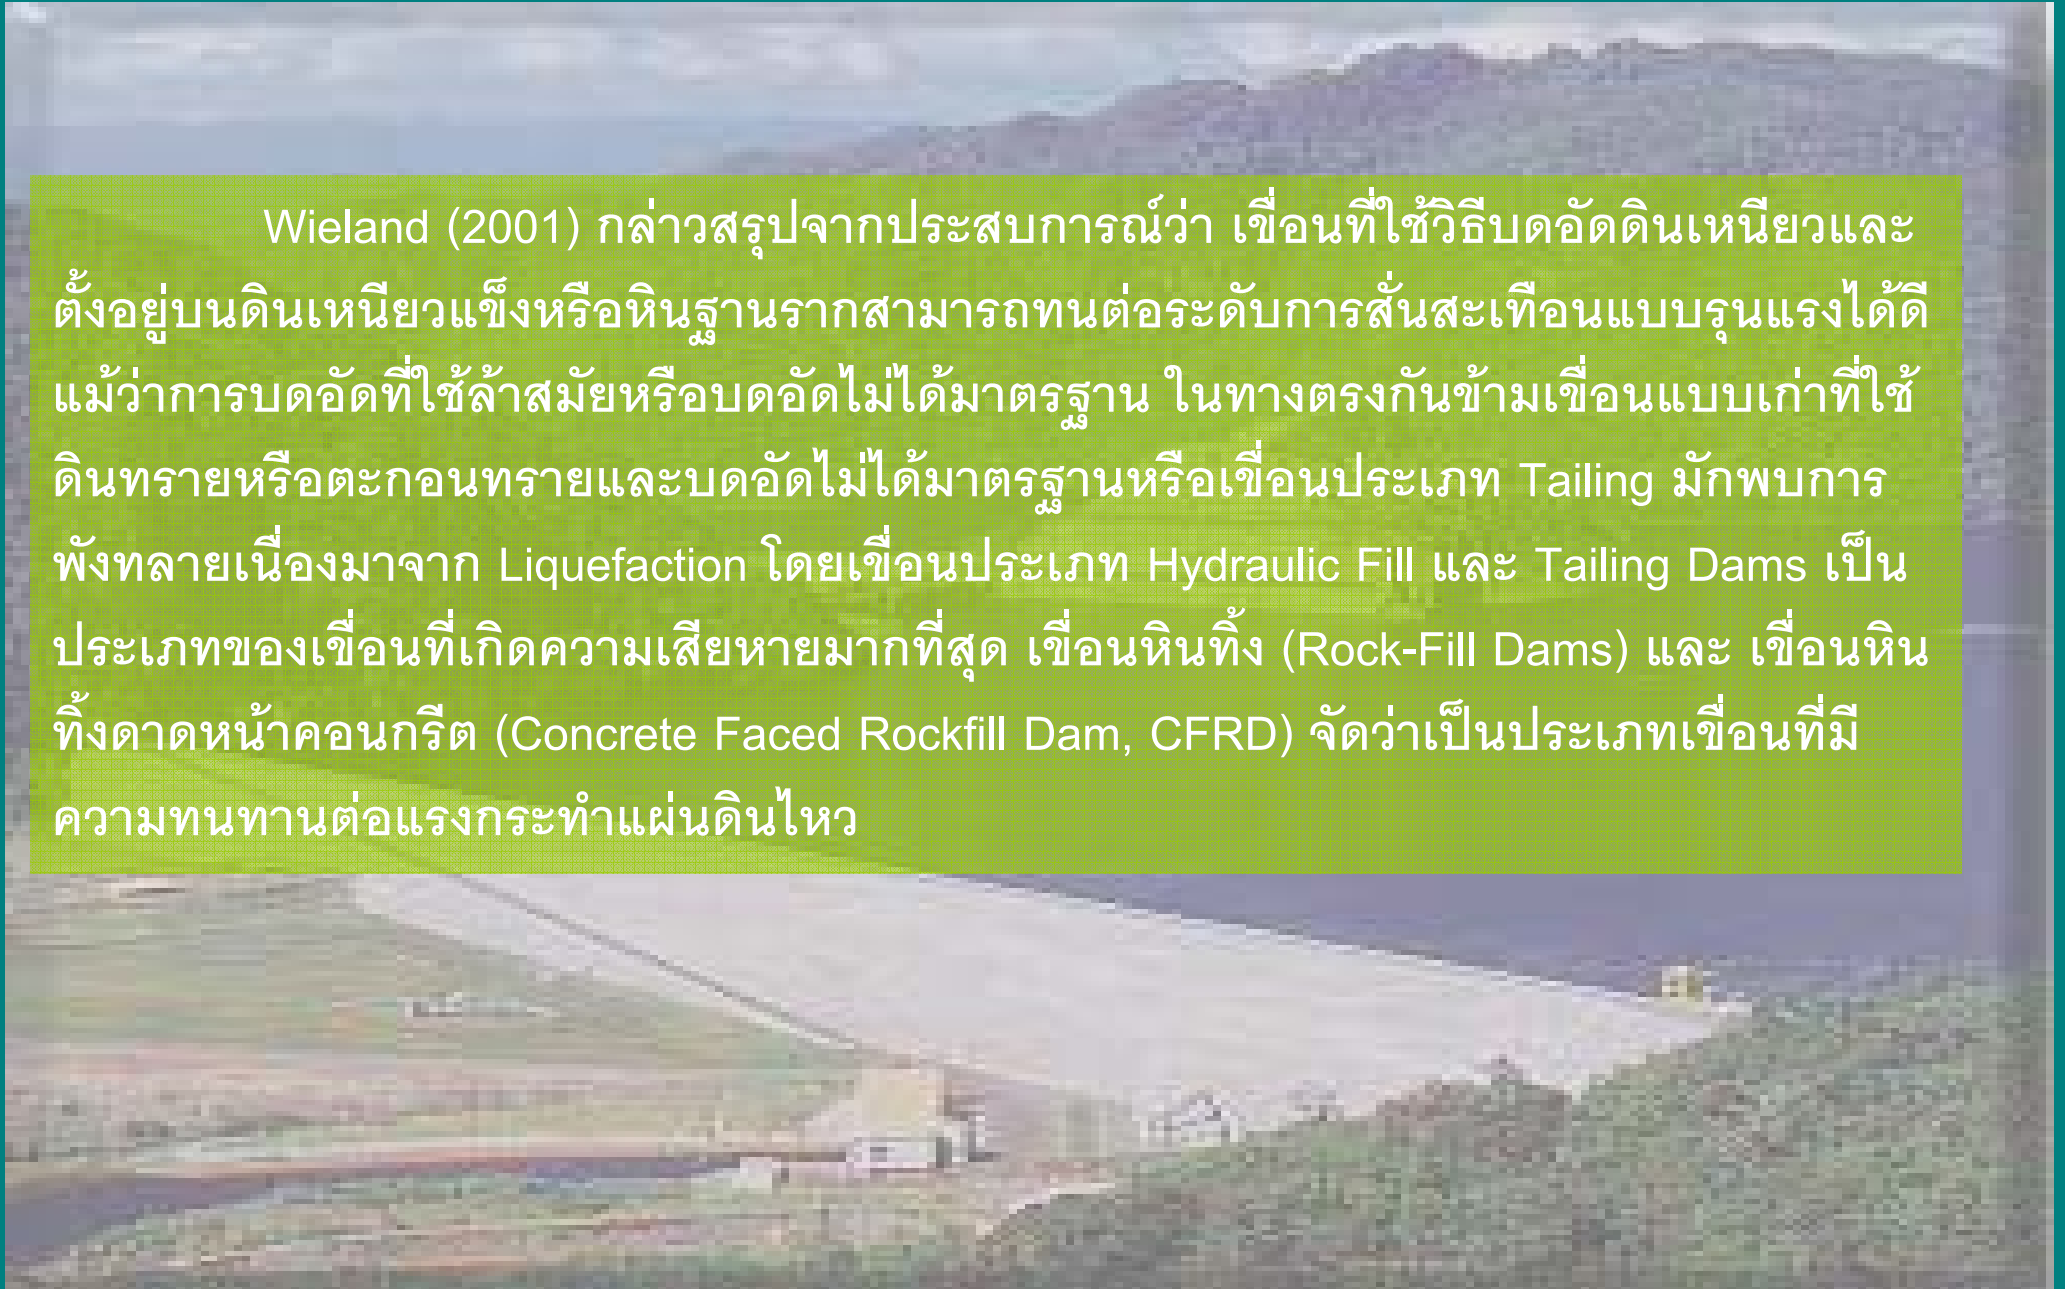 Wieland (2001) กล่าวสรุปจากประสบการณ์ว่า เขื่อนที่ใช้วิธีบดอัดดินเหนียวและ
ตั้งอยู่บนดินเหนียวแข็งหรือหินฐานรากสามารถทนต่อระดับการสั่นสะเทือนแบบรุนแรงได้ดี
แม้ว่าการบดอัดที่ใช้ล้าสมัยหรือบดอัดไม่ได้มาตรฐาน ในทางตรงกันข้ามเขื่อนแบบเก่าที่ใช้
ดินทรายหรือตะกอนทรายและบดอัดไม่ได้มาตรฐานหรือเขื่อนประเภท Tailing มักพบการ
พังทลายเนื่องมาจาก Liquefaction โดยเขื่อนประเภท Hydraulic Fill และ Tailing Dams เป็น
ประเภทของเขื่อนที่เกิดความเสียหายมากที่สุด เขื่อนหินทิ้ง (Rock-Fill Dams) และ เขื่อนหิน
ทิ้งดาดหน้าคอนกรีต (Concrete Faced Rockfill Dam, CFRD) จัดว่าเป็นประเภทเขื่อนที่มี
ความทนทานต่อแรงกระทำแผ่นดินไหว